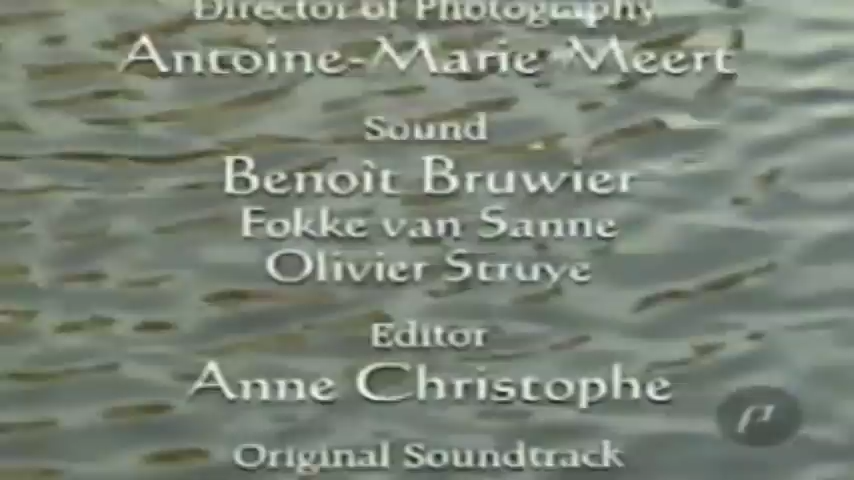 Director of Photography
Antoine-Marie Meert
Sound
Benoît Bruwier
Fokke van Sanne
Olivier Struye
Editor
Anne Christophe
Original Soundtrack